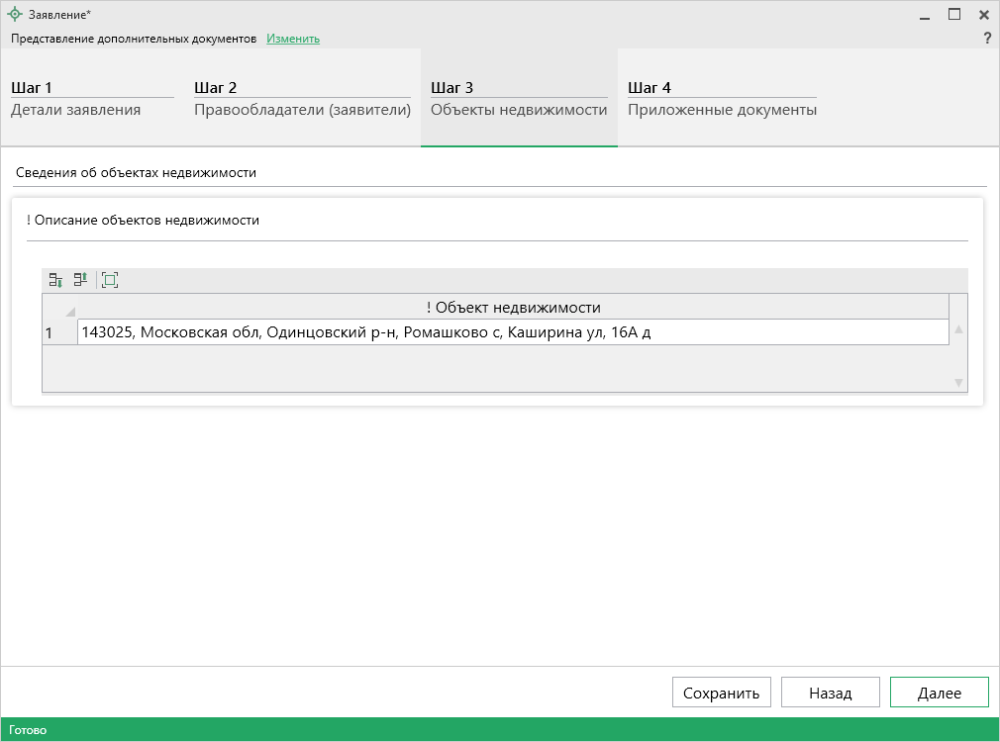 Заявление*
Представление дополнительных документов Изменить ?
Шаг 1 Шаг 2 Шаг 3 Шаг 4
Детали заявления Правообладатели (заявители) Объекты недвижимости Приложенные документы
Сведения об объектах недвижимости
! Описание объектов недвижимости
! Объект недвижимости
1 143025, Московская обл, Одинцовский р-н, Ромашково с, Каширина ул, 16А д
Сохранить Назад Далее
Готово